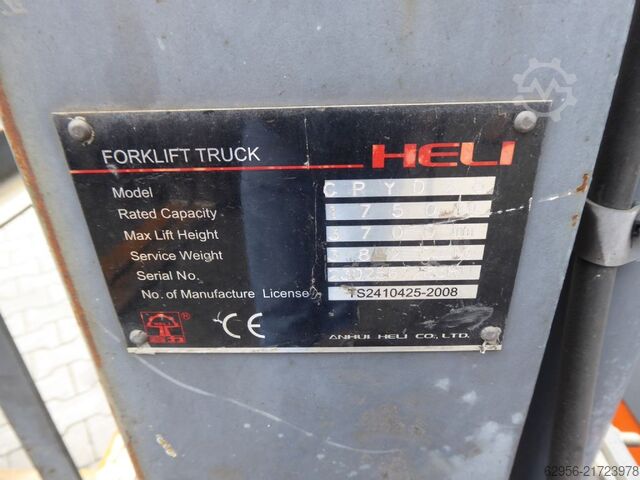 FORKLIFT TRUCK HELI
Model CPYD
Rated Capacity
Max Lift Height
Service Weight
Serial No.
No. of Manufacture License TS2410425-2008
CE ANHUI HELI CO., LTD.
62956-21723978